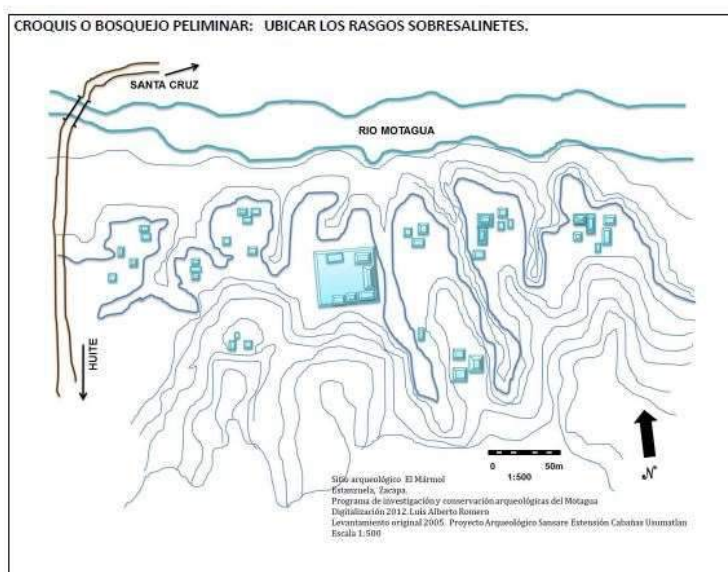 CROQUIS O BOSQUEJO PELIMINAR: UBICAR LOS RASGOS SOBRESALINETES.
SANTA CRUZ
RIO MOTAGUA
HUITE
0 50m
1:500
N
Sitio arqueológico El Mármol
Estanzuela, Zacapa.
Programa de investigación y conservación arqueológicas del Motagua
Digitalización 2012. Luis Alberto Romero
Levantamiento original 2005. Proyecto Arqueológico Sansare Extensión Cabañas Usumatlan
Escala 1:500